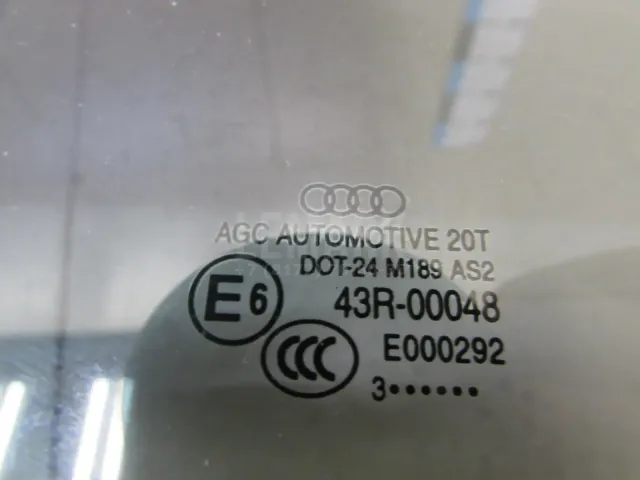 AGC AUTOMOTIVE 20T
DOT-24 M189 AS2
E6 43R-00048
CCC E000292
3••••••